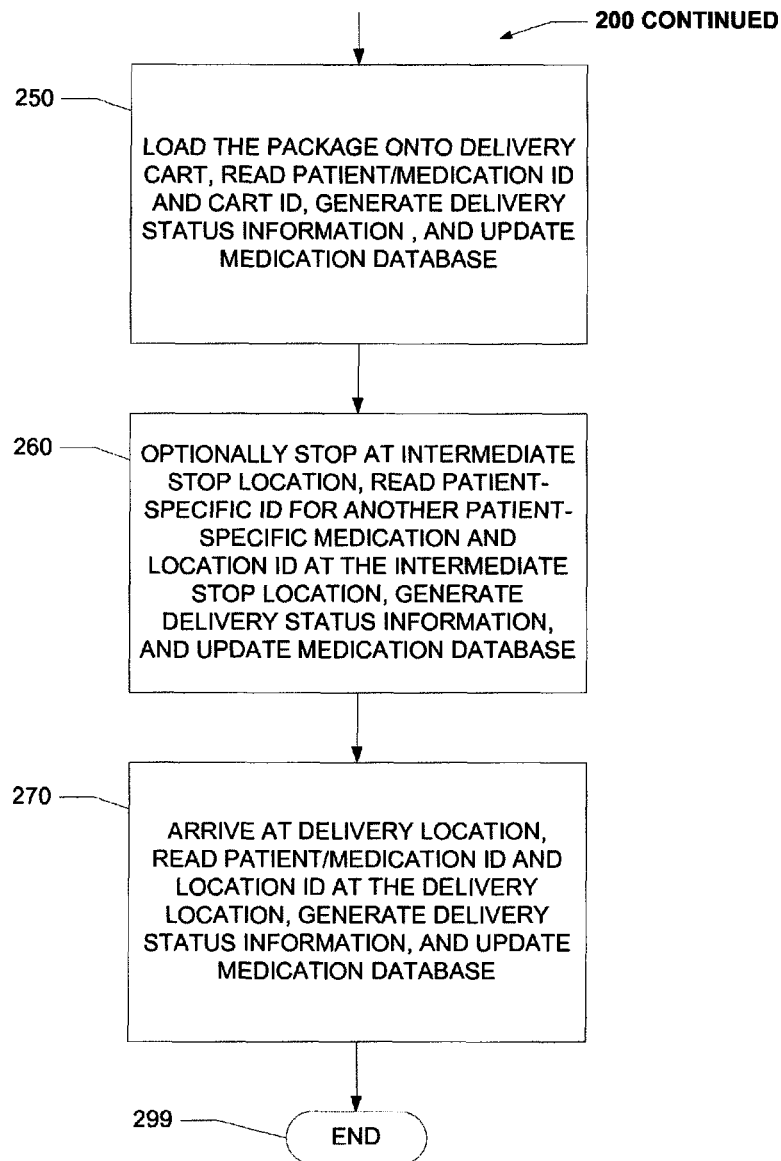 200 CONTINUED
250
LOAD THE PACKAGE ONTO DELIVERY
CART, READ PATIENT/MEDICATION ID
AND CART ID, GENERATE DELIVERY
STATUS INFORMATION , AND UPDATE
MEDICATION DATABASE
260
OPTIONALLY STOP AT INTERMEDIATE
STOP LOCATION, READ PATIENT-
SPECIFIC ID FOR ANOTHER PATIENT-
SPECIFIC MEDICATION AND
LOCATION ID AT THE INTERMEDIATE
STOP LOCATION, GENERATE
DELIVERY STATUS INFORMATION,
AND UPDATE MEDICATION DATABASE
270
ARRIVE AT DELIVERY LOCATION,
READ PATIENT/MEDICATION ID AND
LOCATION ID AT THE DELIVERY
LOCATION, GENERATE DELIVERY
STATUS INFORMATION, AND UPDATE
MEDICATION DATABASE
299
END